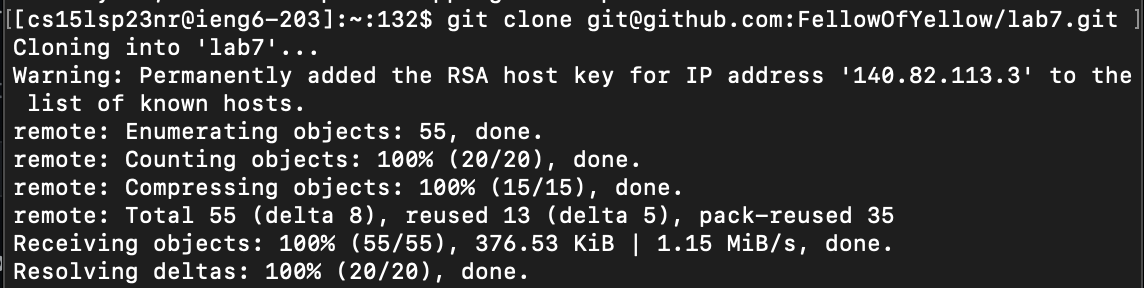 [[cs15lsp23nr@ieng6-203]:~:132$ git clone git@github.com:FellowOfYellow/lab7.git ]
Cloning into 'lab7'...
Warning: Permanently added the RSA host key for IP address '140.82.113.3' to the
 list of known hosts.
remote: Enumerating objects: 55, done.
remote: Counting objects: 100% (20/20), done.
remote: Compressing objects: 100% (15/15), done.
remote: Total 55 (delta 8), reused 13 (delta 5), pack-reused 35
Receiving objects: 100% (55/55), 376.53 KiB | 1.15 MiB/s, done.
Resolving deltas: 100% (20/20), done.